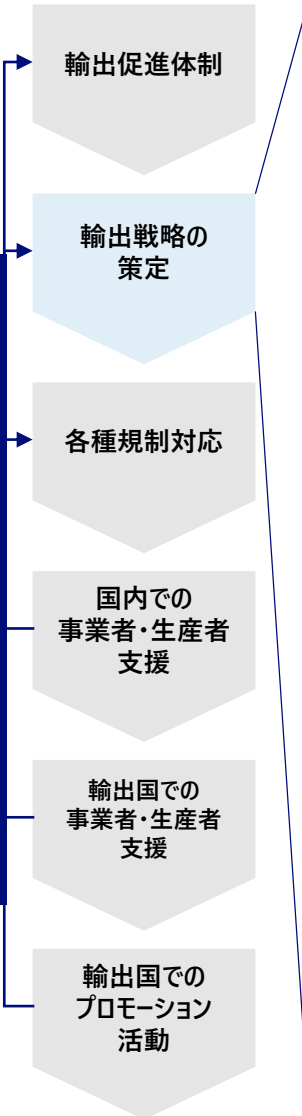 輸出促進体制
輸出戦略の
策定
各種規制対応
国内での
事業者・生産者
支援
輸出国での
事業者・生産者
支援
輸出国での
プロモーション
活動